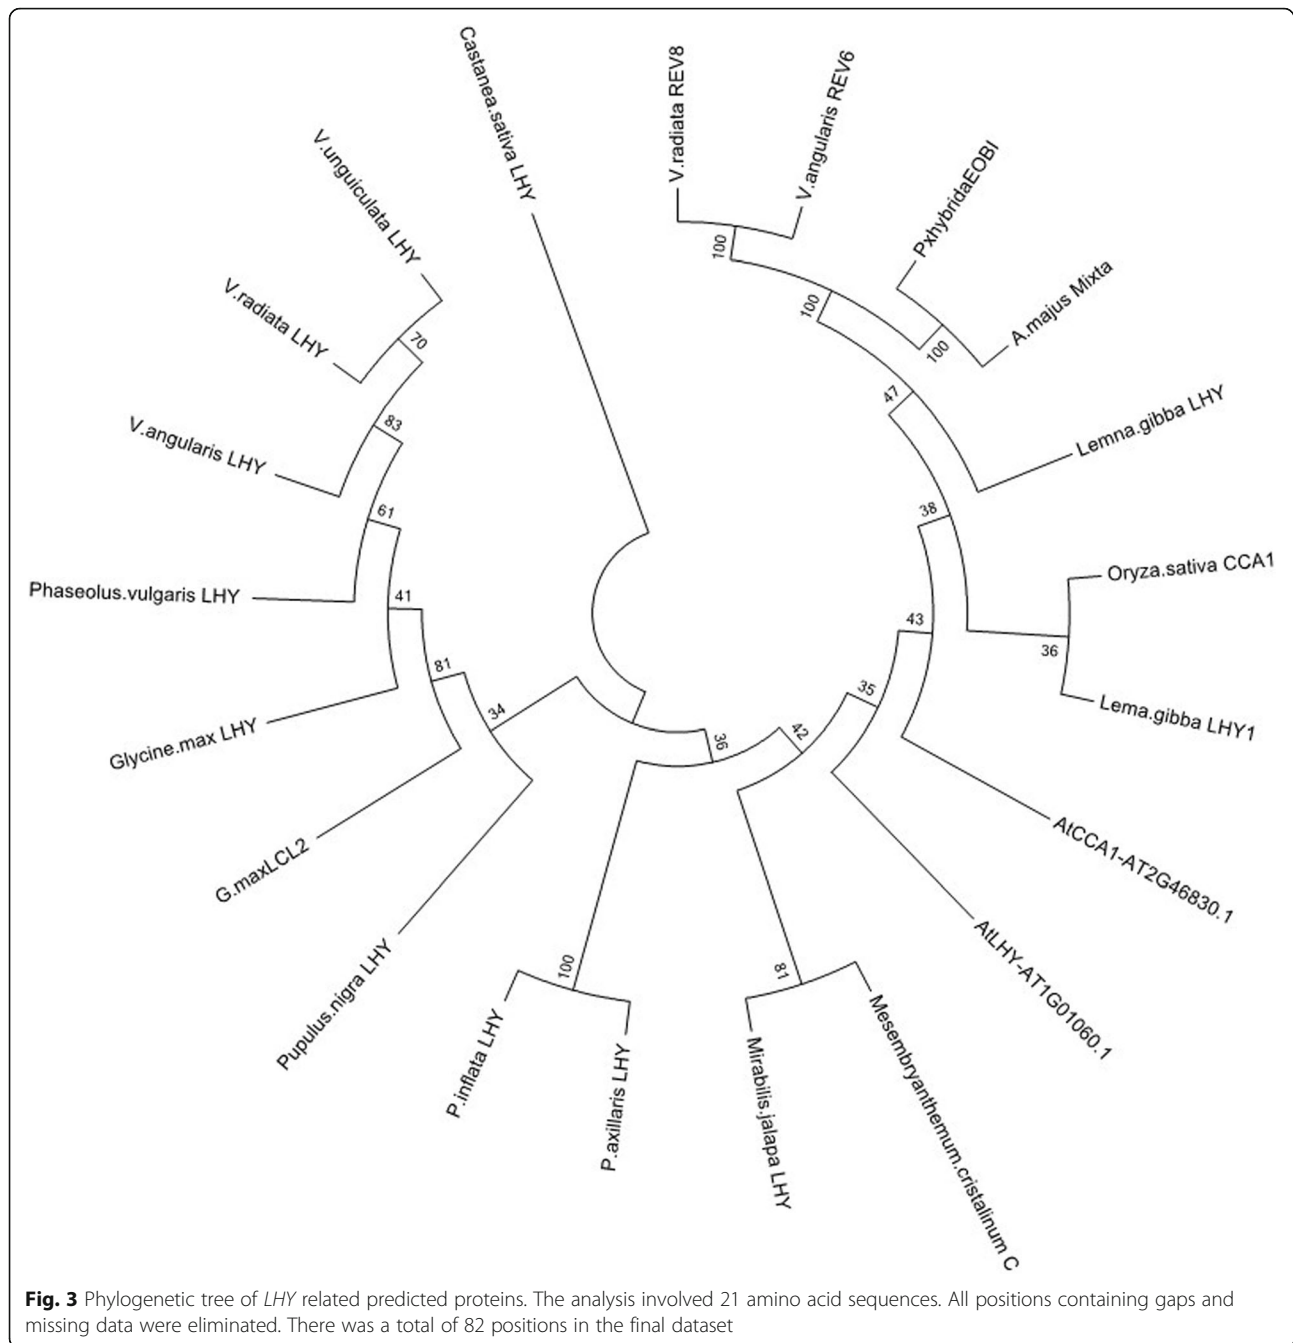 Castanea.sativa LHY
V.radiata REV8
V.angularis REV6
PxhybridaEOBI
A.majus Mixta
Lemna.gibba LHY
Oryza.sativa CCA1
Lema.gibba LHY1
AtCCA1-AT2G46830.1
AtLHY-AT1G01060.1
Mesembryanthemum.cristalinum C
Mirabilis.jalapa LHY
P.axillaris LHY
P.inflata LHY
Pupulus.nigra LHY
G.maxLCL2
Glycine.max LHY
Phaseolus.vulgaris LHY
V.angularis LHY
V.radiata LHY
V.unguiculata LHY
100
100
100
47
38
36
43
35
42
36
81
100
34
81
41
61
83
70
Fig. 3 Phylogenetic tree of LHY related predicted proteins. The analysis involved 21 amino acid sequences. All positions containing gaps and
missing data were eliminated. There was a total of 82 positions in the final dataset